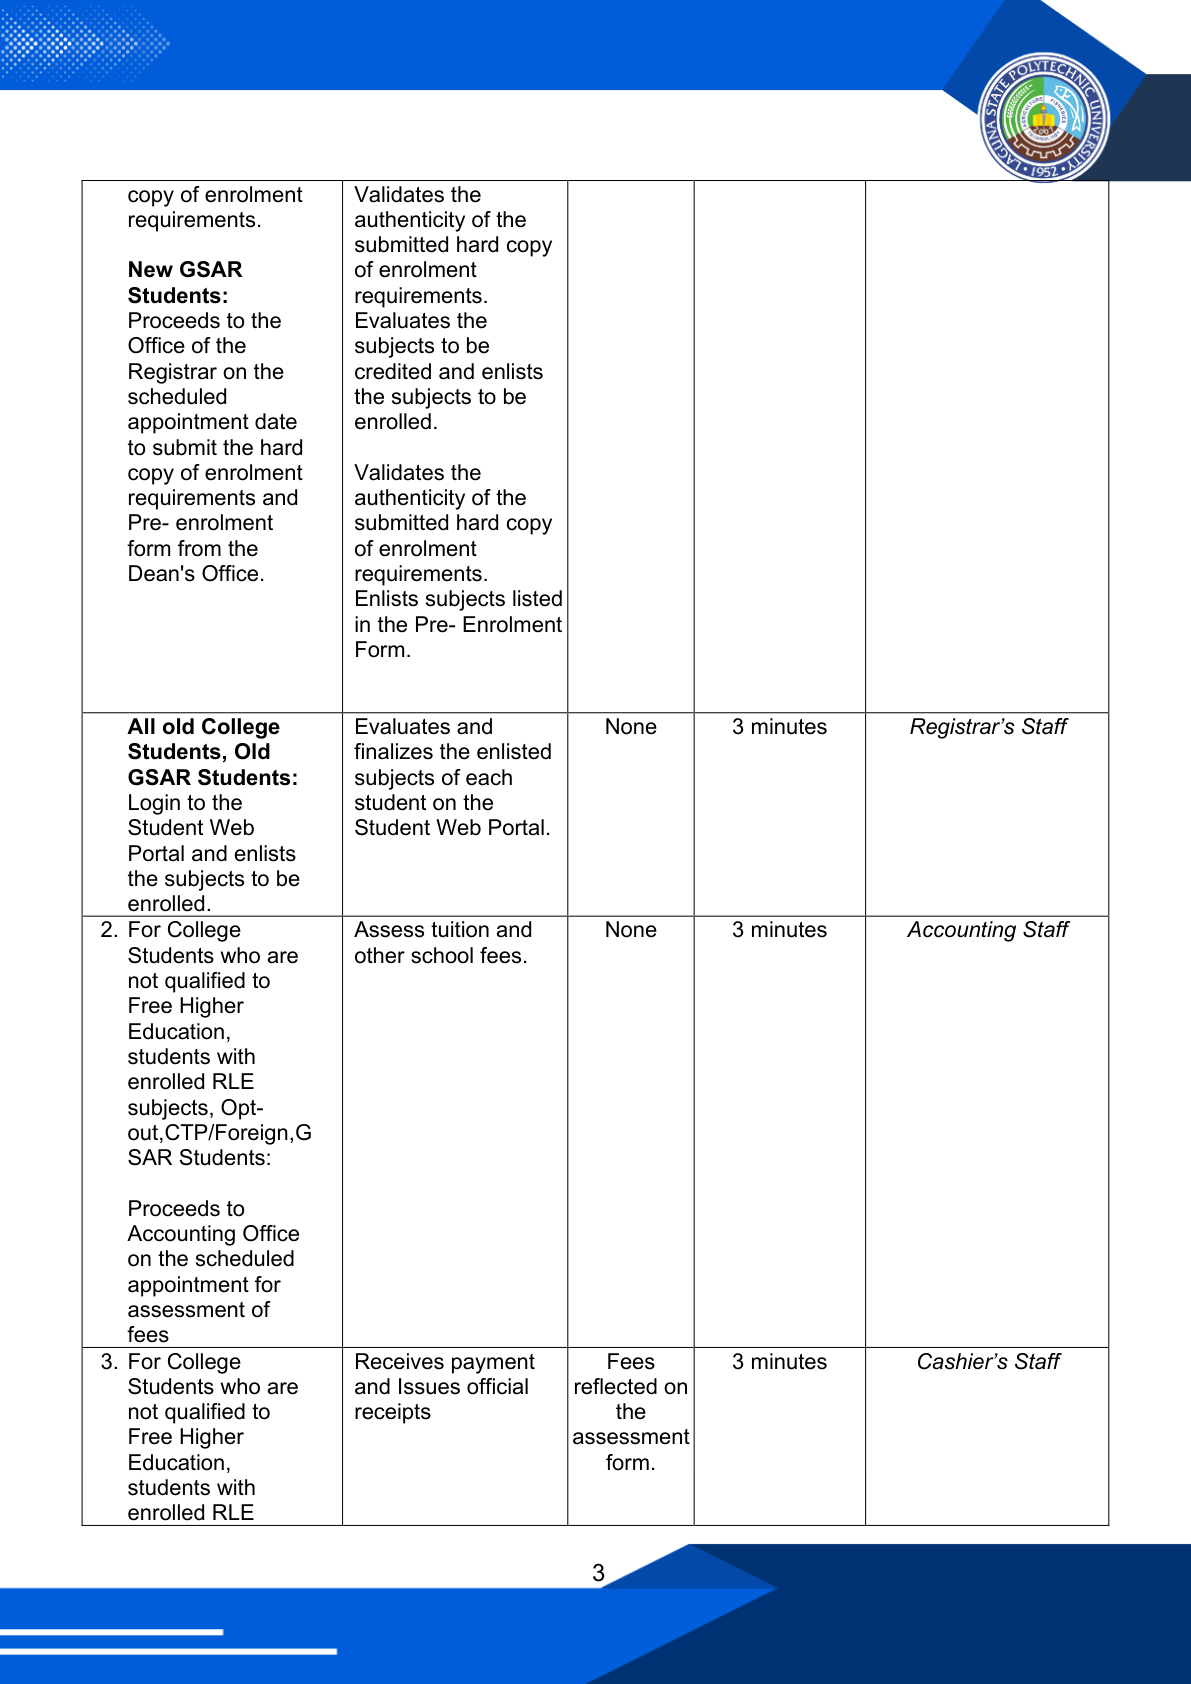 LAGUNA STATE POLYTECHNIC UNIVERSITY
• 1952 •
AGRICULTURE
FISHERIES
TECHNOLOGY
2007
copy of enrolment
requirements.
New GSAR
Students:
Proceeds to the
Office of the
Registrar on the
scheduled
appointment date
to submit the hard
copy of enrolment
requirements and
Pre- enrolment
form from the
Dean's Office.
Validates the
authenticity of the
submitted hard copy
of enrolment
requirements.
Evaluates the
subjects to be
credited and enlists
the subjects to be
enrolled.
Validates the
authenticity of the
submitted hard copy
of enrolment
requirements.
Enlists subjects listed
in the Pre- Enrolment
Form.
All old College
Students, Old
GSAR Students:
Login to the
Student Web
Portal and enlists
the subjects to be
enrolled.
Evaluates and
finalizes the enlisted
subjects of each
student on the
Student Web Portal.
None
3 minutes
Registrar’s Staff
2. For College
Students who are
not qualified to
Free Higher
Education,
students with
enrolled RLE
subjects, Opt-
out,CTP/Foreign,G
SAR Students:
Proceeds to
Accounting Office
on the scheduled
appointment for
assessment of
fees
Assess tuition and
other school fees.
None
3 minutes
Accounting Staff
3. For College
Students who are
not qualified to
Free Higher
Education,
students with
enrolled RLE
Receives payment
and Issues official
receipts
Fees
reflected on
the
assessment
form.
3 minutes
Cashier’s Staff
3